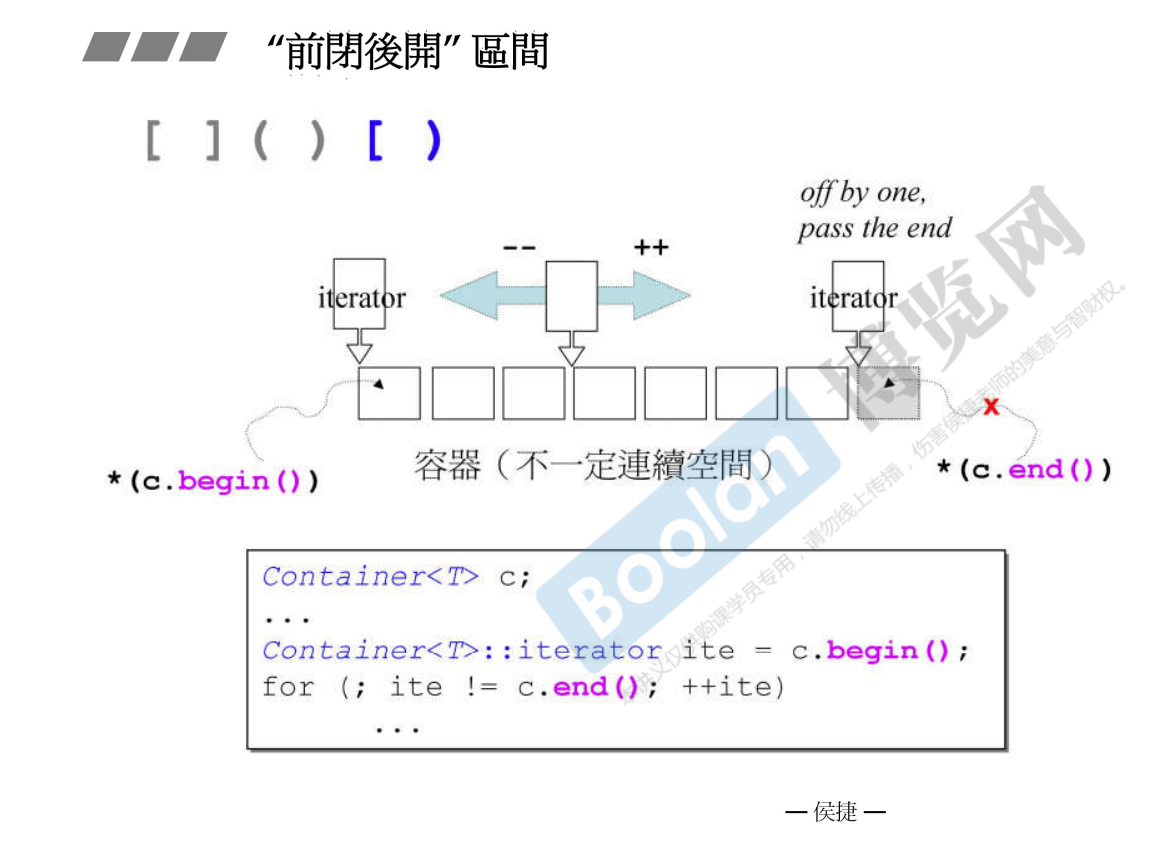 “前閉後開” 區間
[ ] ( ) [ )
off by one,
pass the end
-- ++
iterator iterator
x
*(c.begin()) 容器（不一定連續空間） *(c.end())
Container<T> c;
...
Container<T>::iterator ite = c.begin();
for (; ite != c.end(); ++ite)
...
Boolan 博览网
本讲义仅供购课学员专用，请勿线上传播，伤害侯捷老师的美意与智财权。
— 侯捷 —